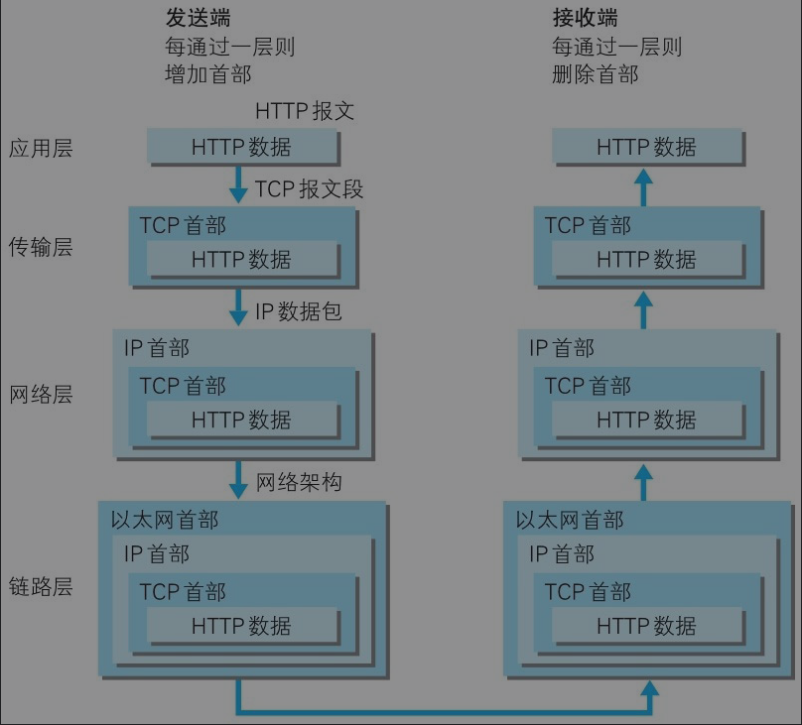 发送端
每通过一层则
增加首部
接收端
每通过一层则
删除首部
HTTP 报文
应用层
HTTP 数据
HTTP 数据
TCP 报文段
传输层
TCP 首部
HTTP 数据
TCP 首部
HTTP 数据
IP 数据包
网络层
IP 首部
TCP 首部
HTTP 数据
IP 首部
TCP 首部
HTTP 数据
网络架构
链路层
以太网首部
IP 首部
TCP 首部
HTTP 数据
以太网首部
IP 首部
TCP 首部
HTTP 数据